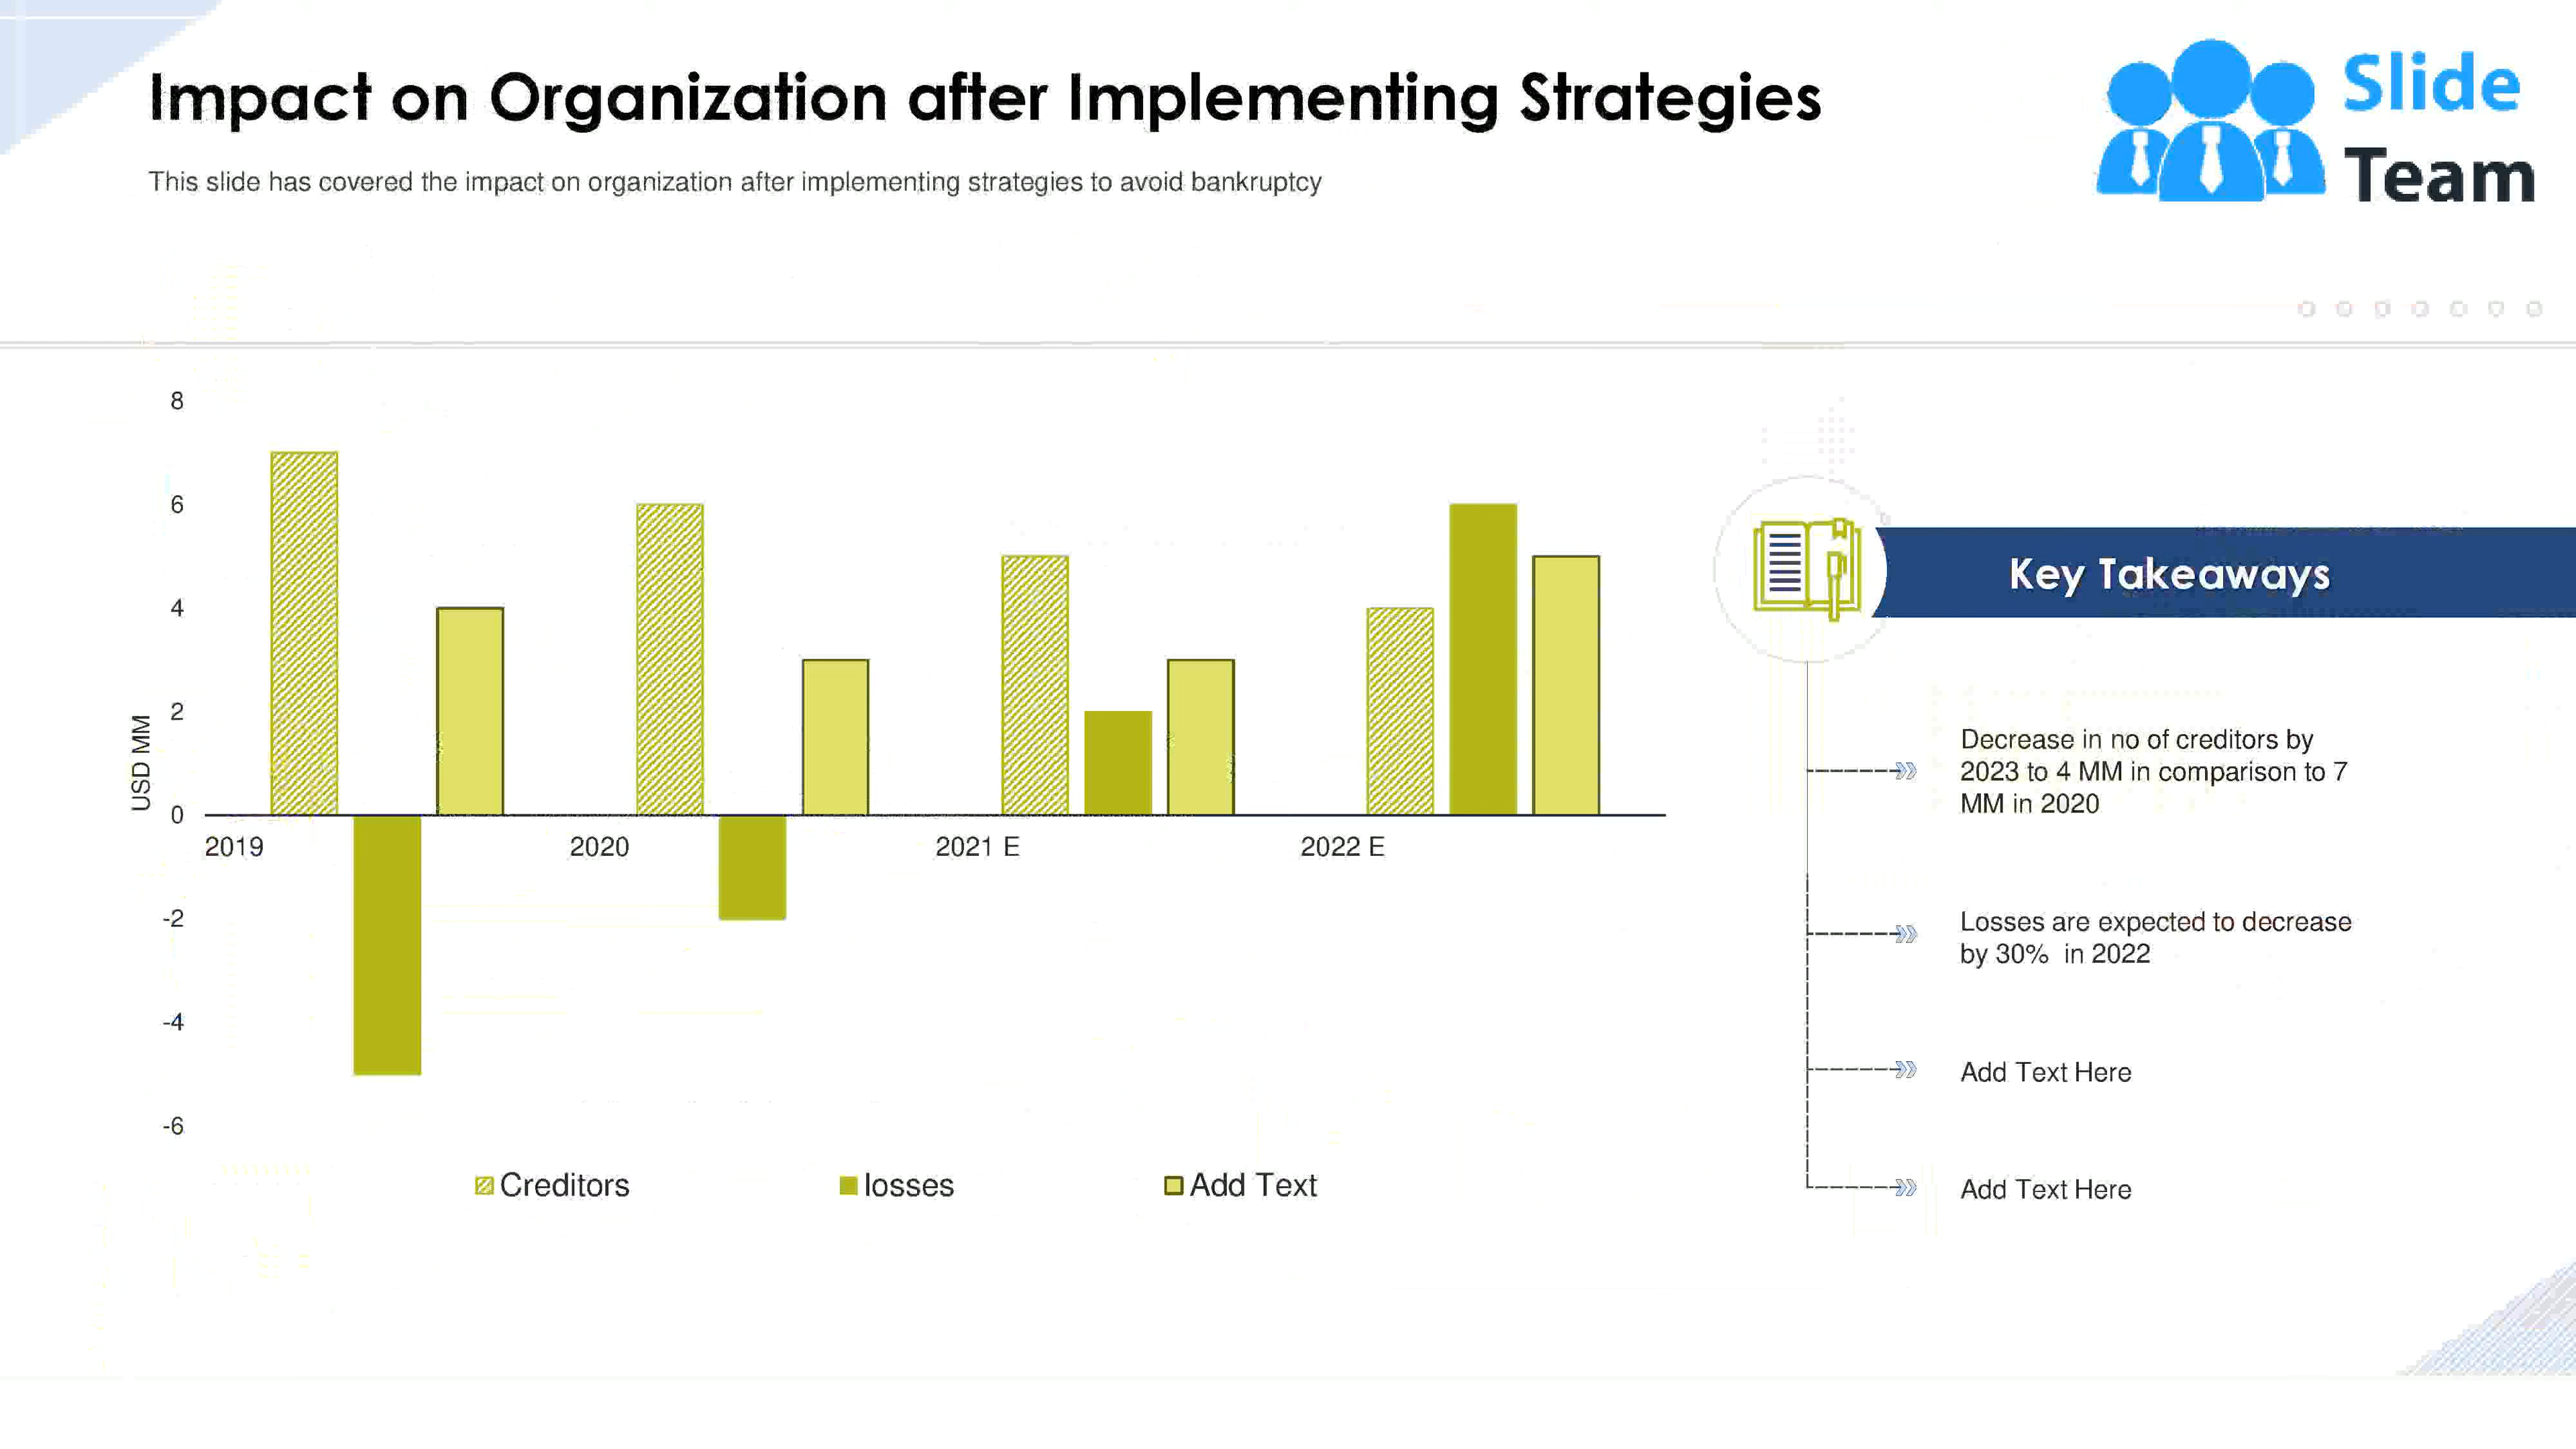 Impact on Organization after Implementing Strategies
This slide has covered the impact on organization after implementing strategies to avoid bankruptcy
Slide
Team
8
6
4
2
0
-2
-4
-6
USD MM
2019
2020
2021 E
2022 E
Creditors
losses
Add Text
Key Takeaways
Decrease in no of creditors by
2023 to 4 MM in comparison to 7
MM in 2020
Losses are expected to decrease
by 30% in 2022
Add Text Here
Add Text Here